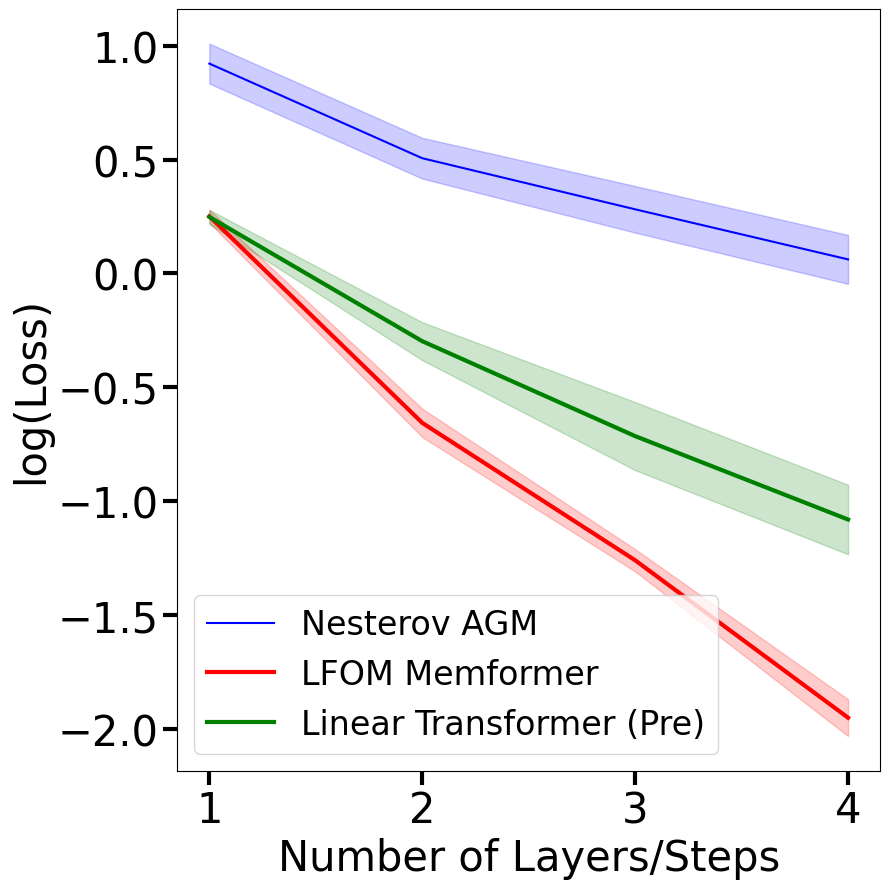 log(Loss)
1.0
0.5
0.0
−0.5
−1.0
−1.5
−2.0
Nesterov AGM
LFOM Memformer
Linear Transformer (Pre)
1 2 3 4
Number of Layers/Steps